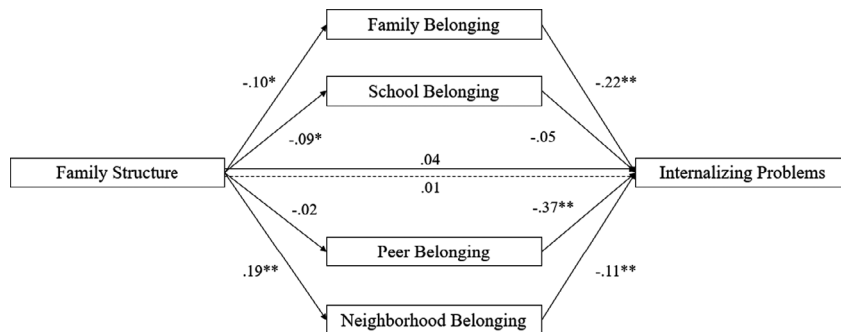 Family Belonging
-.10*
-.22**
School Belonging
-.09*
-.05
.04
Family Structure
Internalizing Problems
.01
-.02
-.37**
Peer Belonging
.19**
-.11**
Neighborhood Belonging